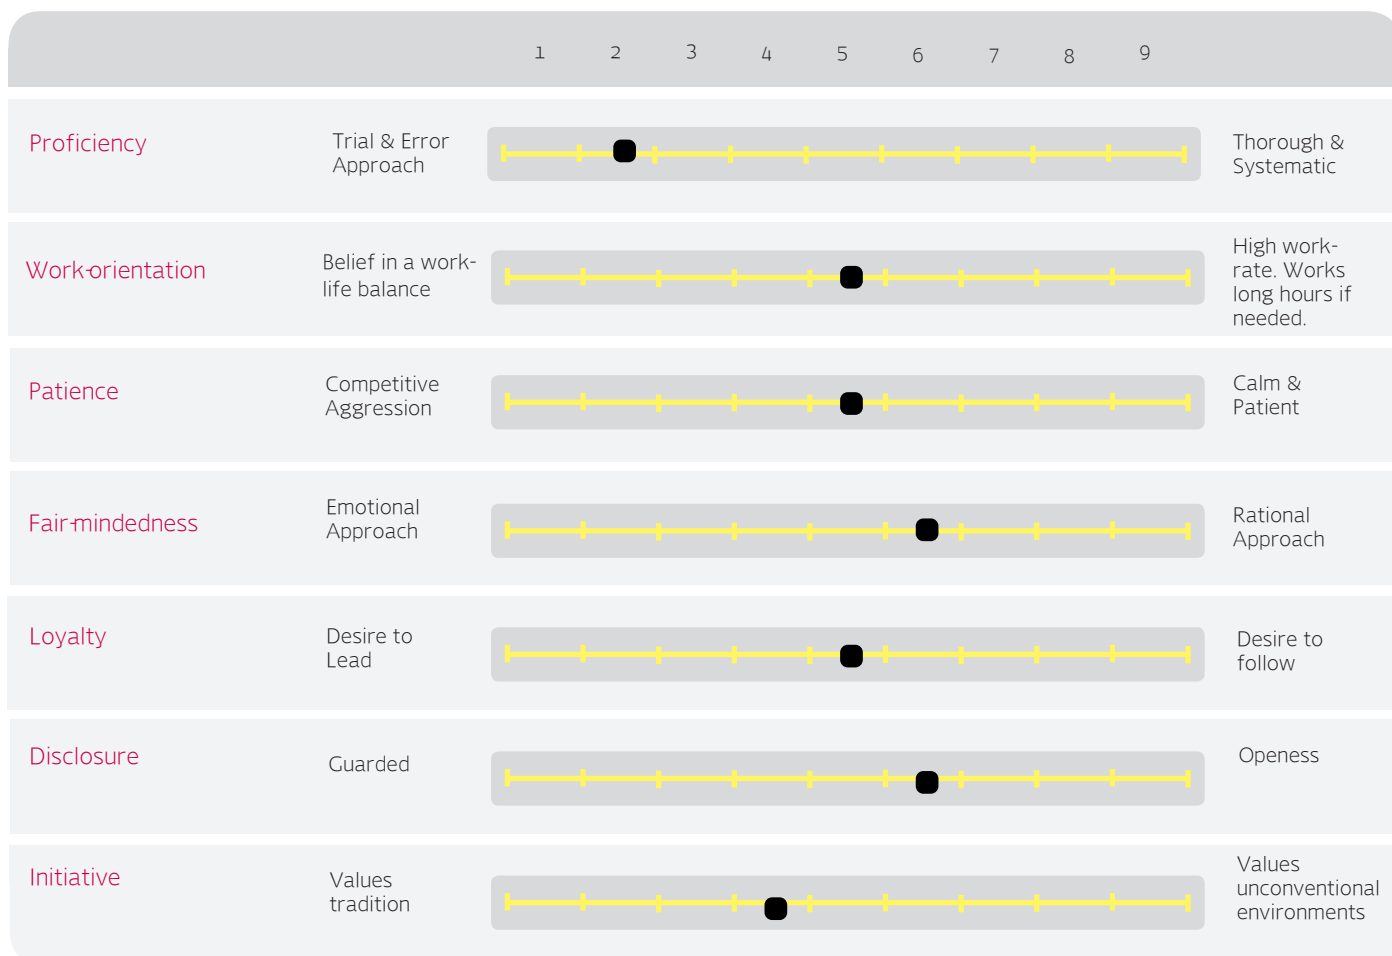 1 2 3 4 5 6 7 8 9
Proficiency
Trial & Error
Approach
Thorough &
Systematic
Work-orientation
Belief in a work-
life balance
High work-
rate. Works
long hours if
needed.
Patience
Competitive
Aggression
Calm &
Patient
Fair-mindedness
Emotional
Approach
Rational
Approach
Loyalty
Desire to
Lead
Desire to
follow
Disclosure
Guarded
Openess
Initiative
Values
tradition
Values
unconventional
environments